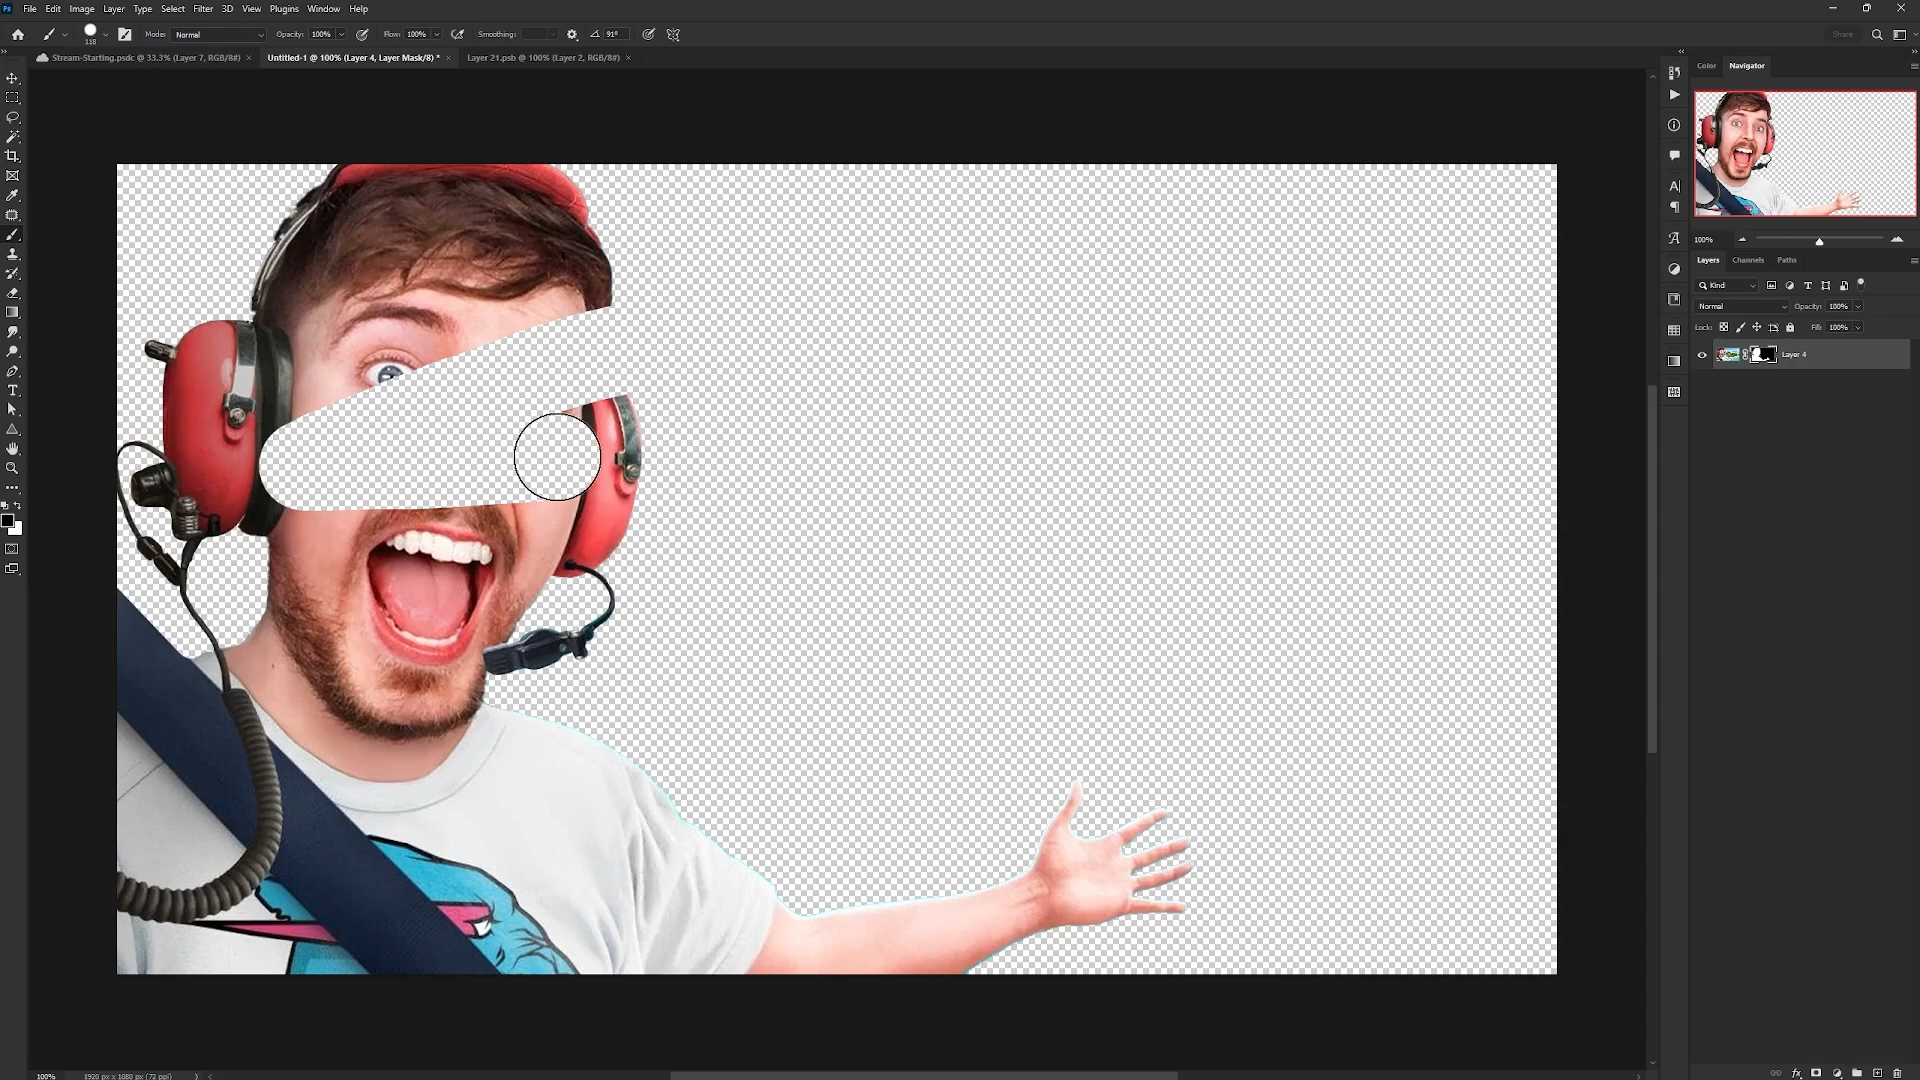 File Edit Image Layer Type Select Filter 3D View Plugins Window Help
118 Mode: Normal Opacity: 100% Flow: 100% Smoothing: 91° Share
Stream-Starting.psdc @ 33.3% (Layer 7, RGB/8#) × Untitled-1 @ 100% (Layer 4, Layer Mask/8) * × Layer 21.psb @ 100% (Layer 2, RGB/8#) ×
Color Navigator
100%
Layers Channels Paths
Kind
Normal Opacity: 100%
Lock: Fill: 100%
Layer 4
100% 1920 px x 1080 px (72 ppi)